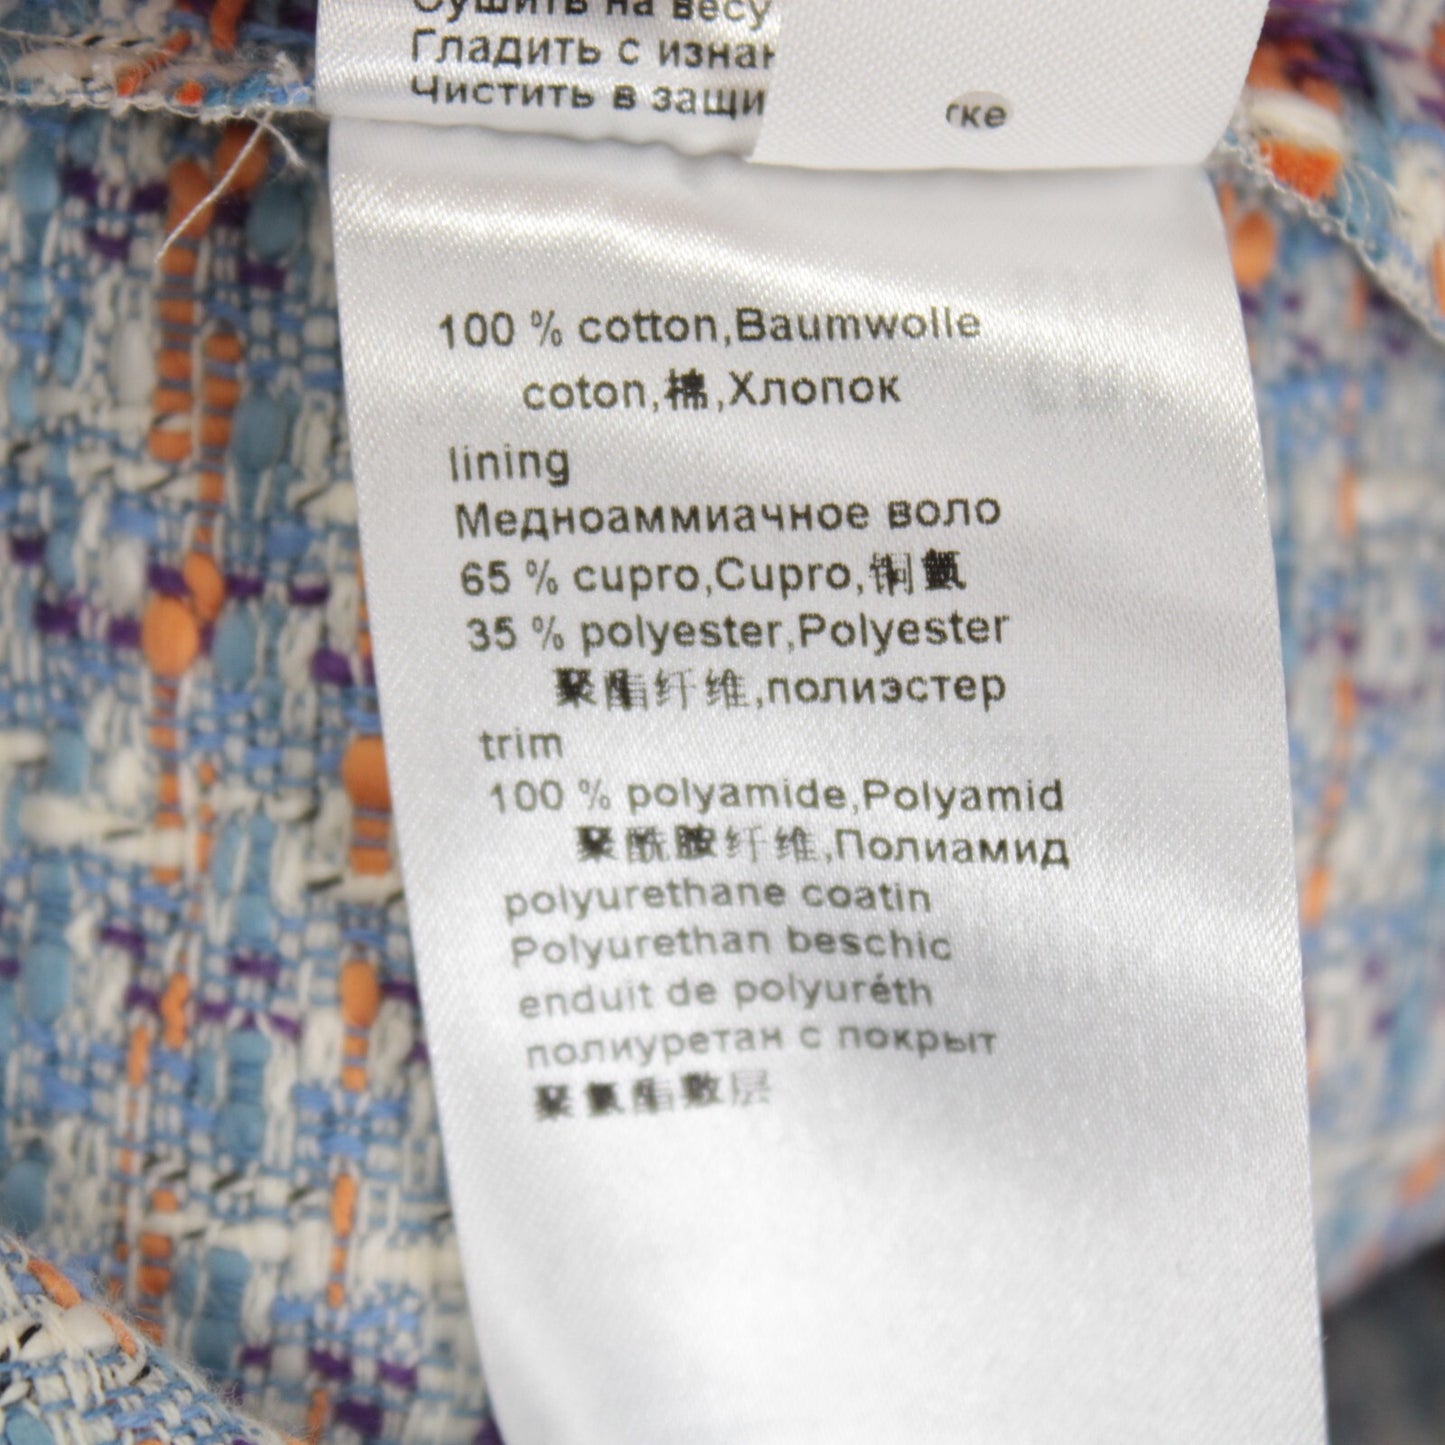 Сушить на весу
Гладить с изнан
Чистить в защи
тке
100 % cotton,Baumwolle
coton,棉,Хлопок
lining
Медноаммиачное воло
65 % cupro,Cupro,铜氨
35 % polyester,Polyester
聚酯纤维,полиэстер
trim
100 % polyamide,Polyamid
聚酰胺纤维,Полиамид
polyurethane coatin
Polyurethan beschic
enduit de polyuréth
полиуретан с покрыт
聚氨酯敷层